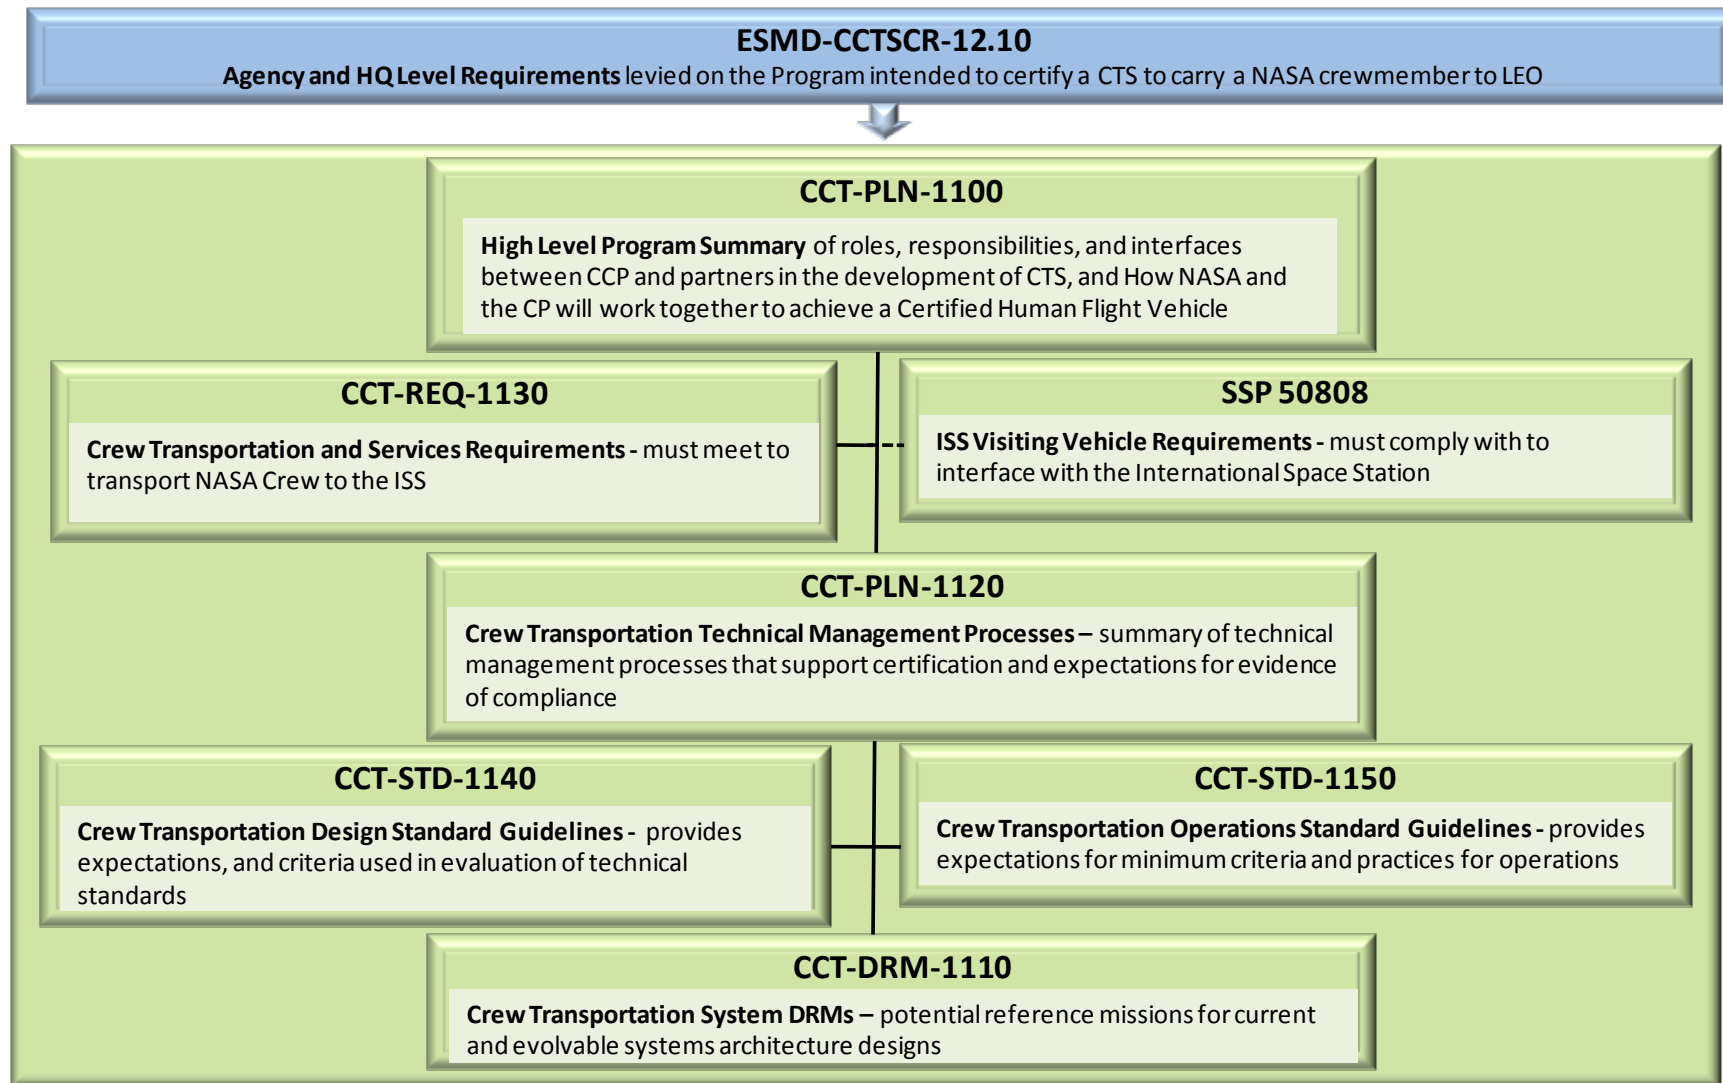 ESMD-CCTSCR-12.10
Agency and HQ Level Requirements levied on the Program intended to certify a CTS to carry a NASA crewmember to LEO
CCT-PLN-1100
High Level Program Summary of roles, responsibilities, and interfaces
between CCP and partners in the development of CTS, and How NASA and
the CP will work together to achieve a Certified Human Flight Vehicle
CCT-REQ-1130
Crew Transportation and Services Requirements - must meet to
transport NASA Crew to the ISS
SSP 50808
ISS Visiting Vehicle Requirements - must comply with to
interface with the International Space Station
CCT-PLN-1120
Crew Transportation Technical Management Processes – summary of technical
management processes that support certification and expectations for evidence
of compliance
CCT-STD-1140
Crew Transportation Design Standard Guidelines - provides
expectations, and criteria used in evaluation of technical
standards
CCT-STD-1150
Crew Transportation Operations Standard Guidelines - provides
expectations for minimum criteria and practices for operations
CCT-DRM-1110
Crew Transportation System DRMs – potential reference missions for current
and evolvable systems architecture designs